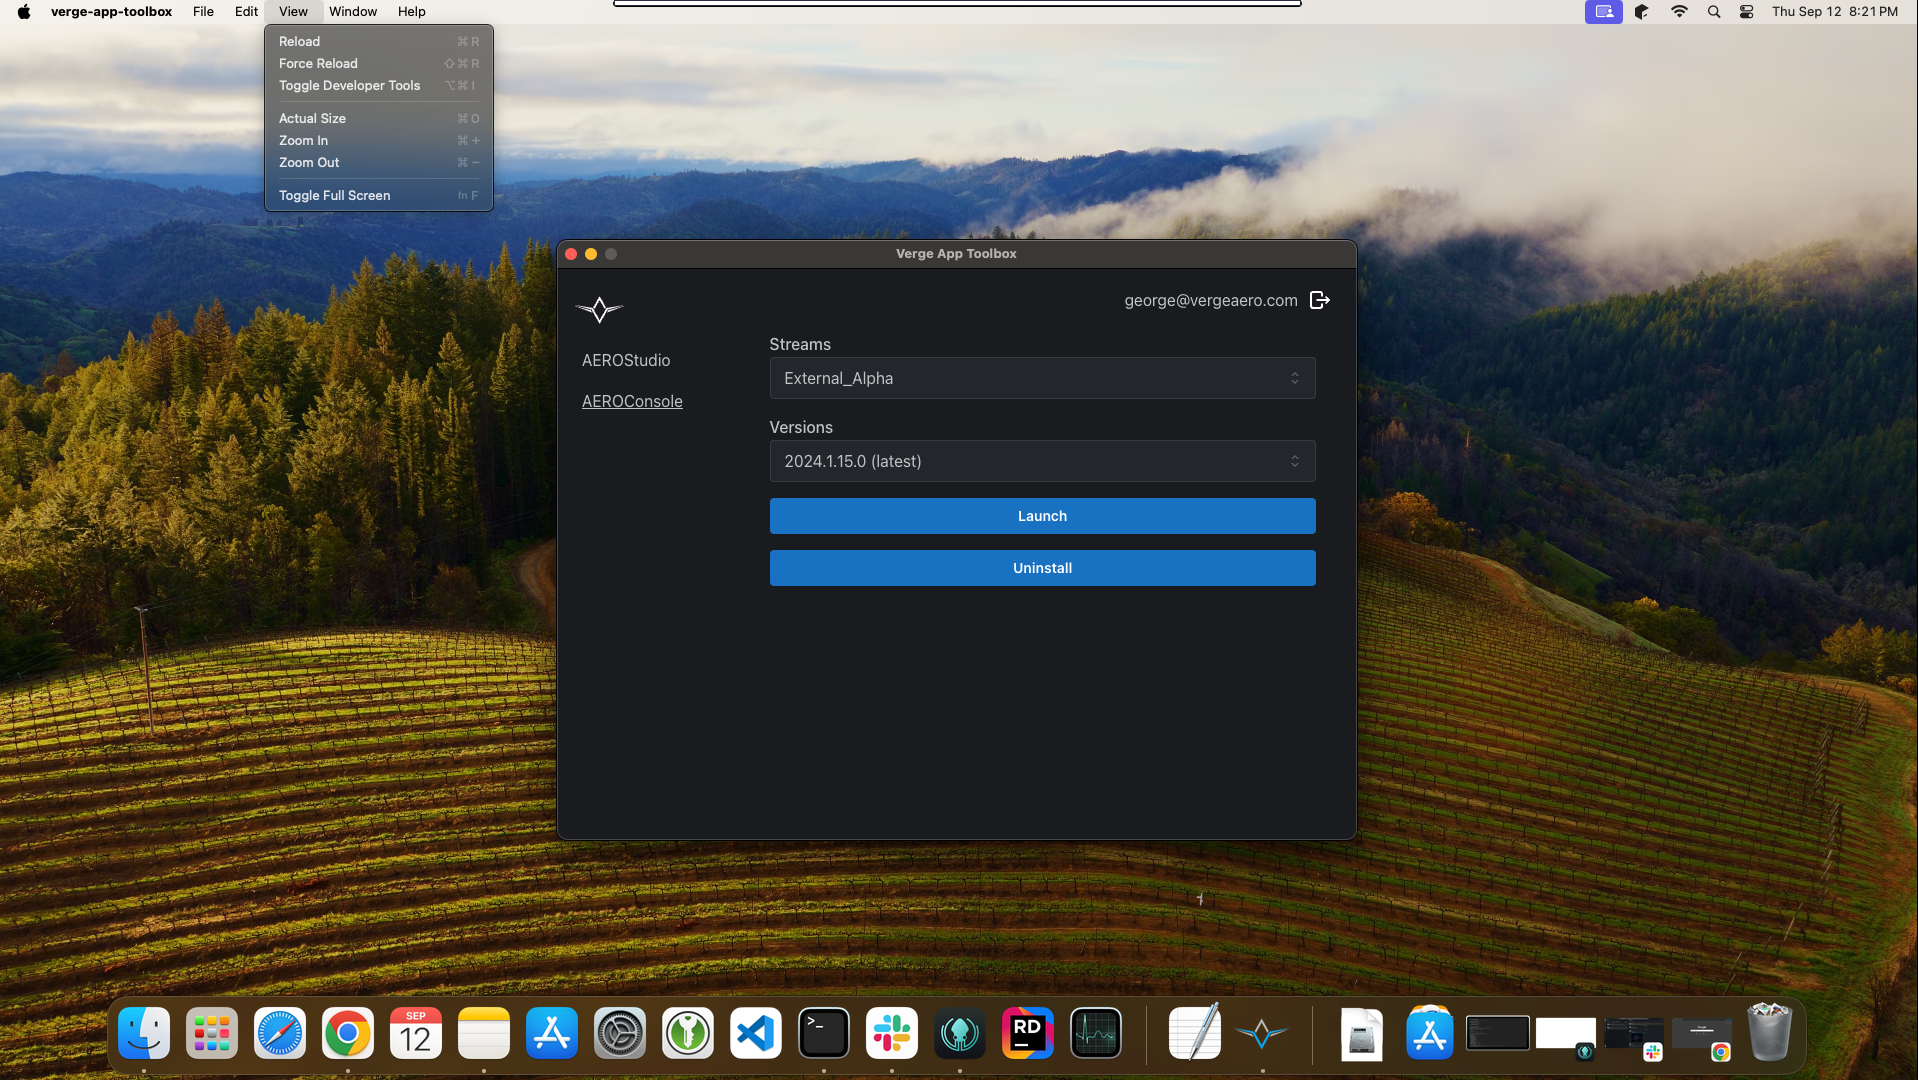 verge-app-toolbox File Edit View Window Help Thu Sep 12 8:21 PM
Reload ⌘ R
Force Reload ⇧ ⌘ R
Toggle Developer Tools ⌥ ⌘ I
Actual Size ⌘ 0
Zoom In ⌘ +
Zoom Out ⌘ −
Toggle Full Screen fn F
Verge App Toolbox
george@vergeaero.com
AEROStudio
AEROConsole
Streams
External_Alpha
Versions
2024.1.15.0 (latest)
Launch
Uninstall
SEP
12
>_
RD